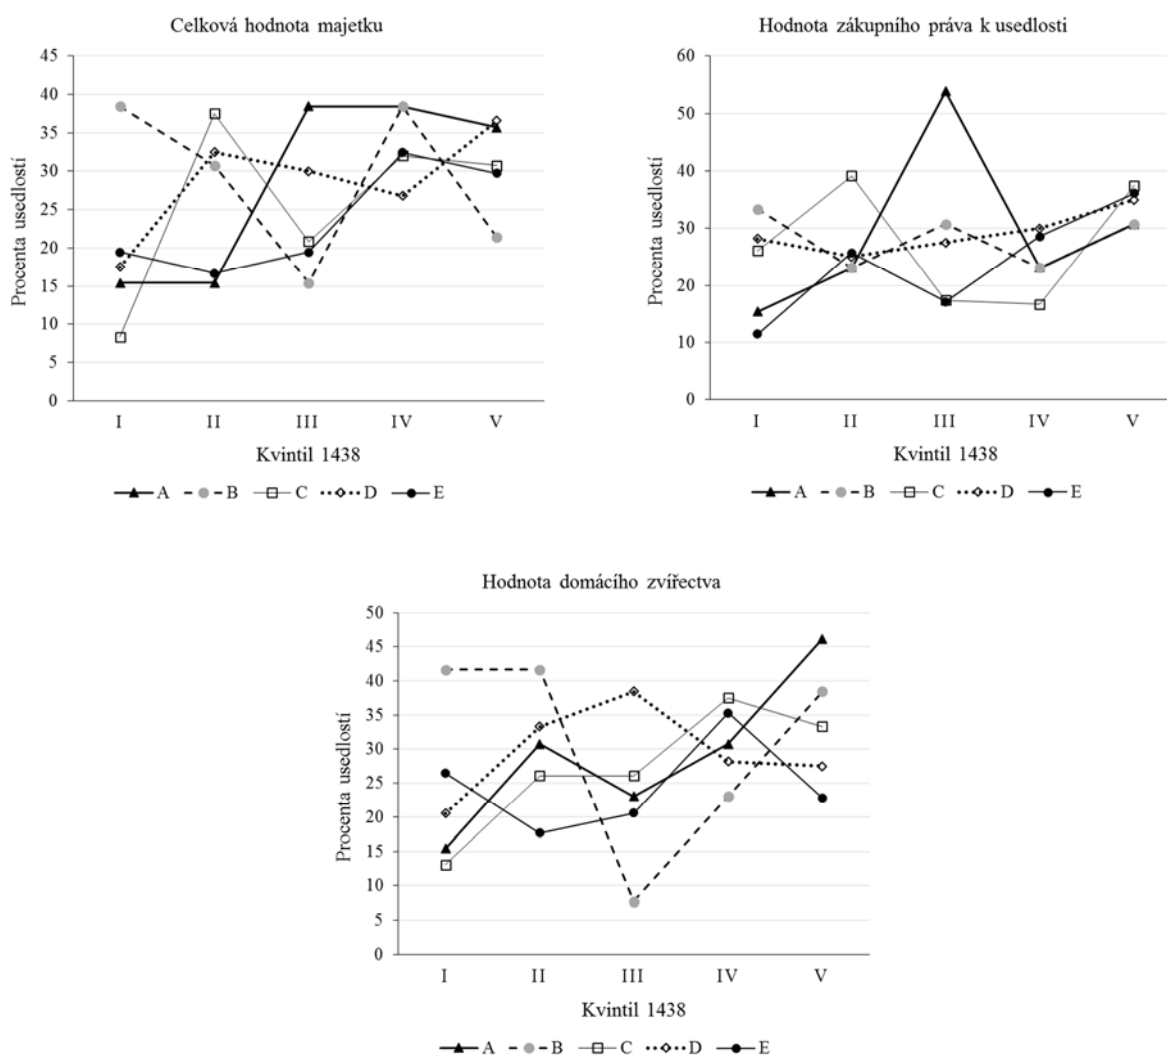 Celková hodnota majetku
45
40
35
30
25
20
15
10
5
0
Procenta usedlostí
I II III IV V
Kvintil 1438
A B C D E
Hodnota zákupního práva k usedlosti
60
50
40
30
20
10
0
Procenta usedlostí
I II III IV V
Kvintil 1438
A B C D E
Hodnota domácího zvířectva
50
45
40
35
30
25
20
15
10
5
0
Procenta usedlostí
I II III IV V
Kvintil 1438
A B C D E